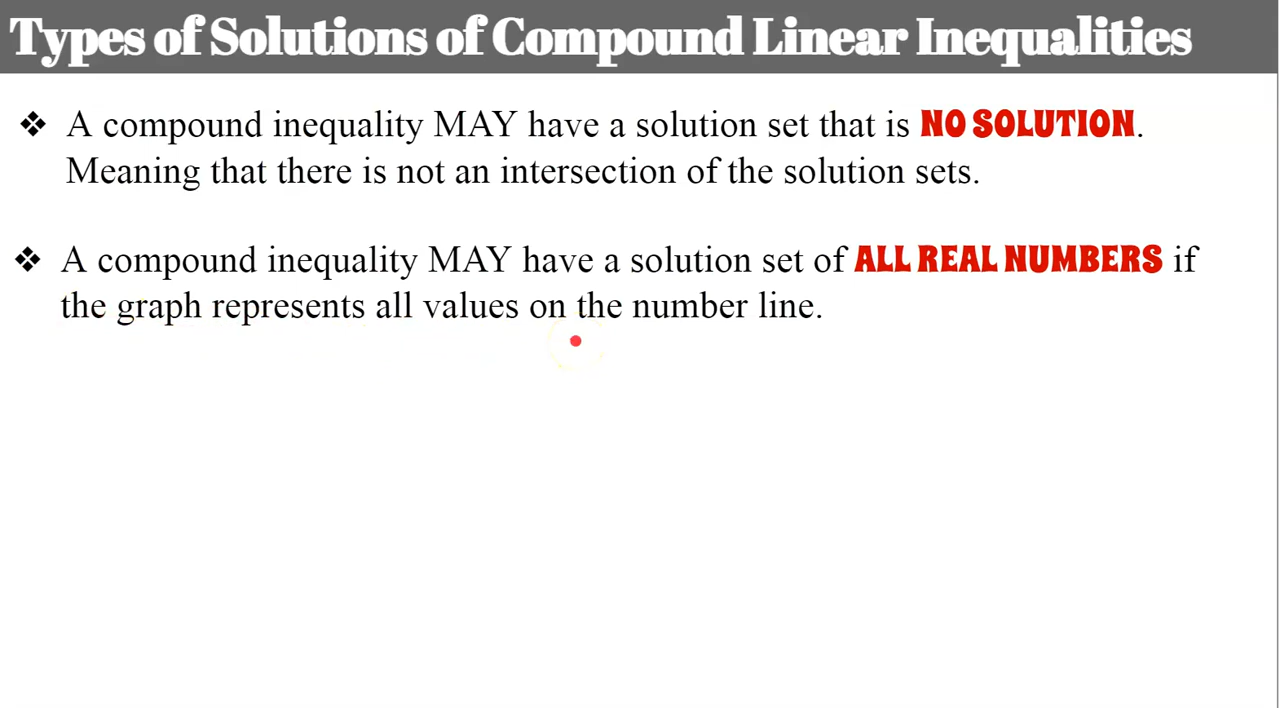 Types of Solutions of Compound Linear Inequalities
❖ A compound inequality MAY have a solution set that is NO SOLUTION.
Meaning that there is not an intersection of the solution sets.
❖ A compound inequality MAY have a solution set of ALL REAL NUMBERS if
the graph represents all values on the number line.